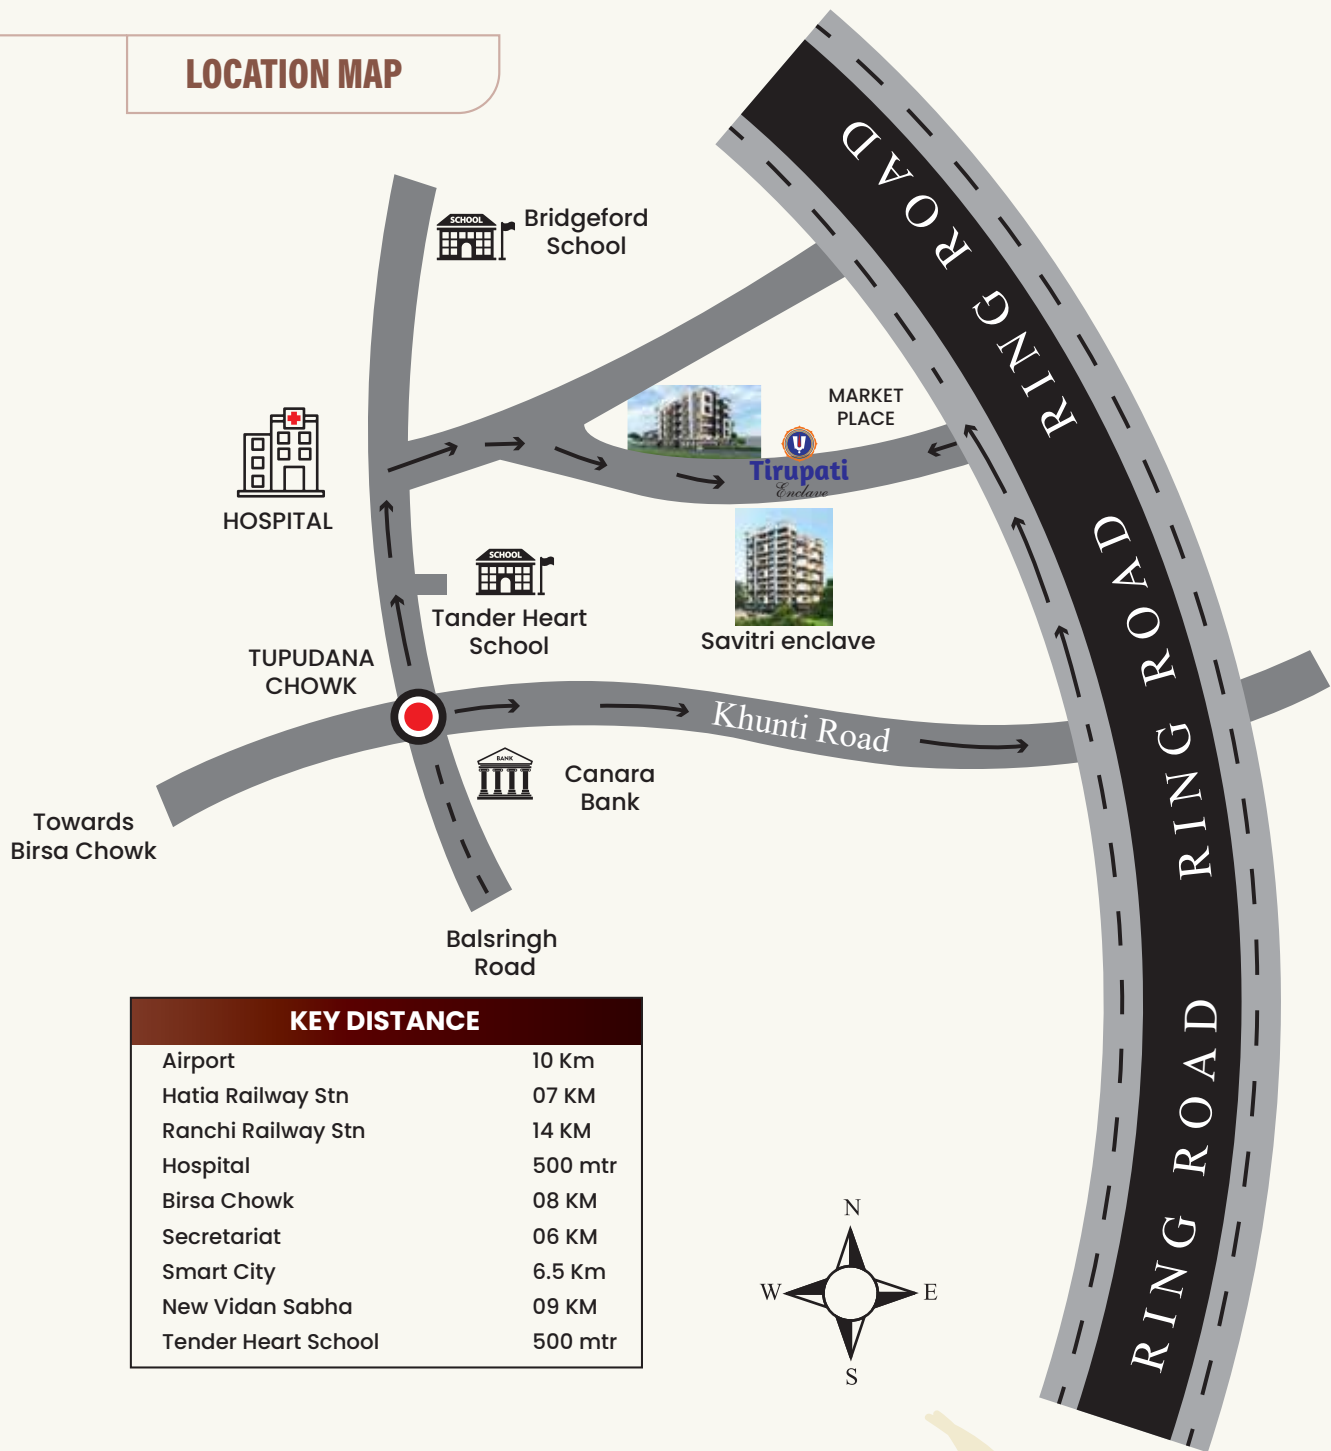 LOCATION MAP
SCHOOL
Bridgeford
School
HOSPITAL
MARKET
PLACE
Tirupati
Enclave
SCHOOL
Tander Heart
School
Savitri enclave
TUPUDANA
CHOWK
Khunti Road
BANK
Canara
Bank
Towards
Birsa Chowk
Balsringh
Road
RING ROAD
RING ROAD
RING ROAD
KEY DISTANCE
Airport 10 Km
Hatia Railway Stn 07 KM
Ranchi Railway Stn 14 KM
Hospital 500 mtr
Birsa Chowk 08 KM
Secretariat 06 KM
Smart City 6.5 Km
New Vidan Sabha 09 KM
Tender Heart School 500 mtr
N
W
E
S